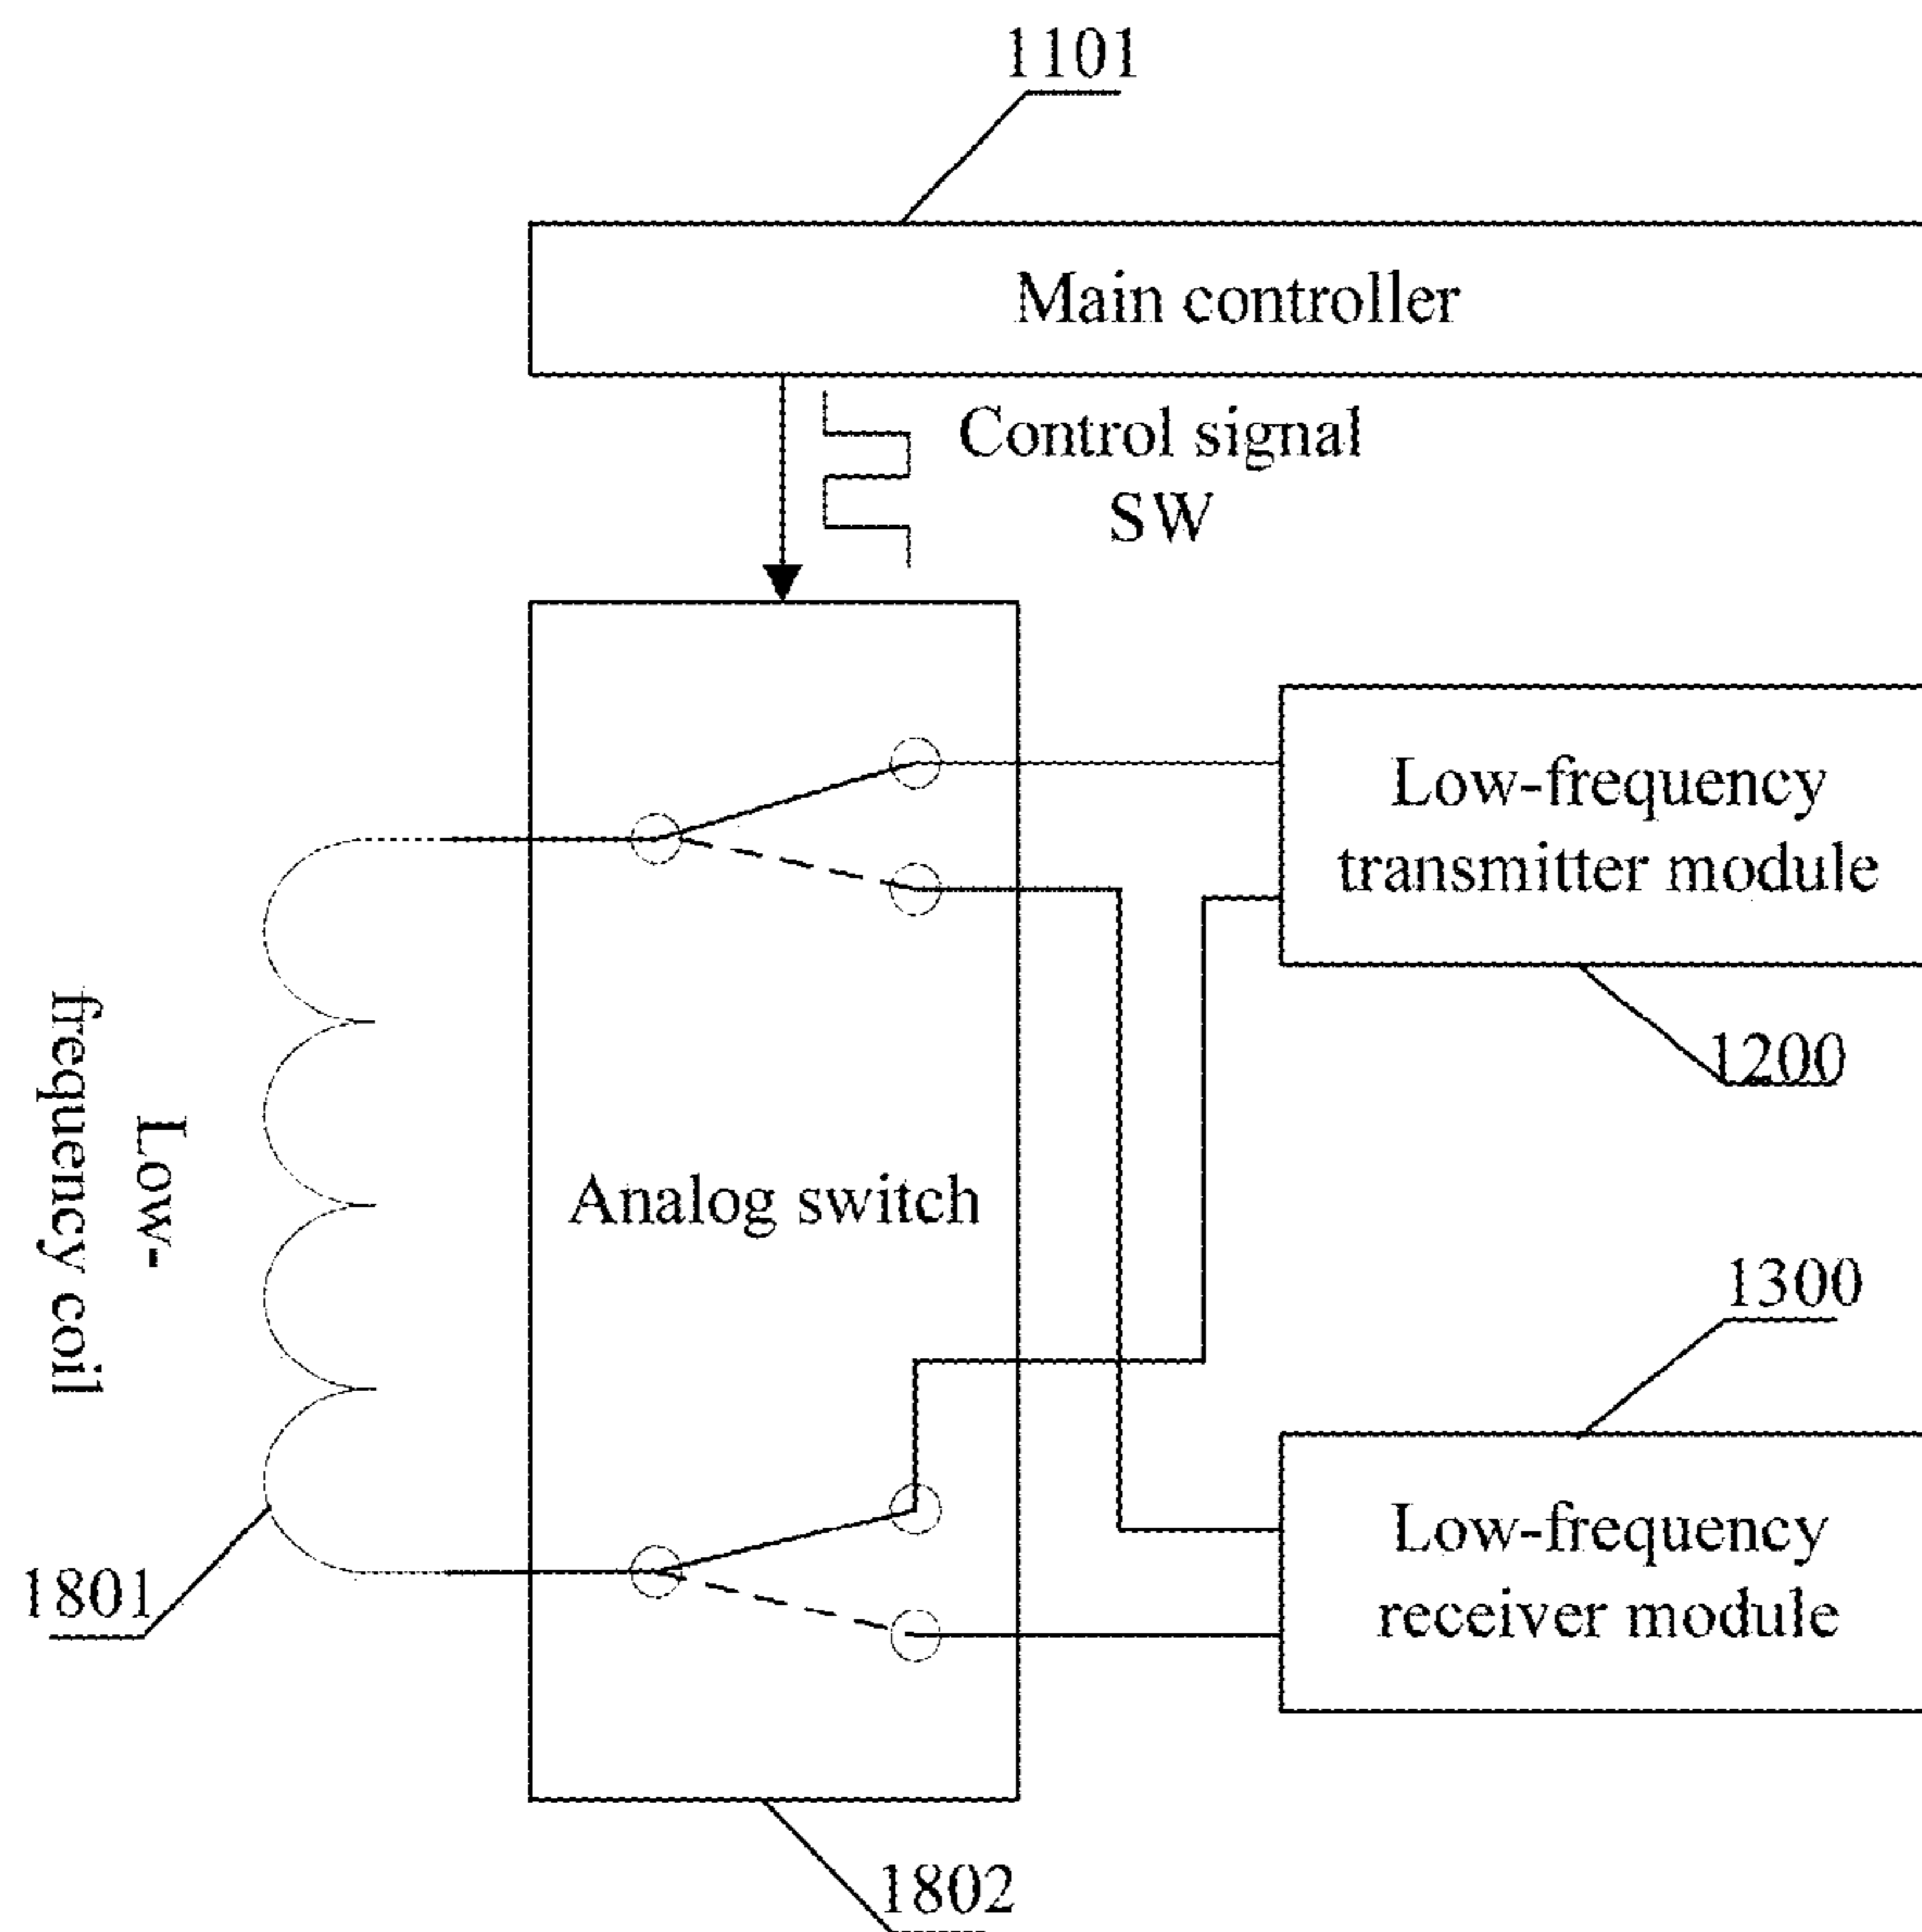 1101
Main controller
Control signal
SW
Low-frequency
transmitter module
1200
Low-
frequency coil
Analog switch
1300
Low-frequency
receiver module
1801
1802